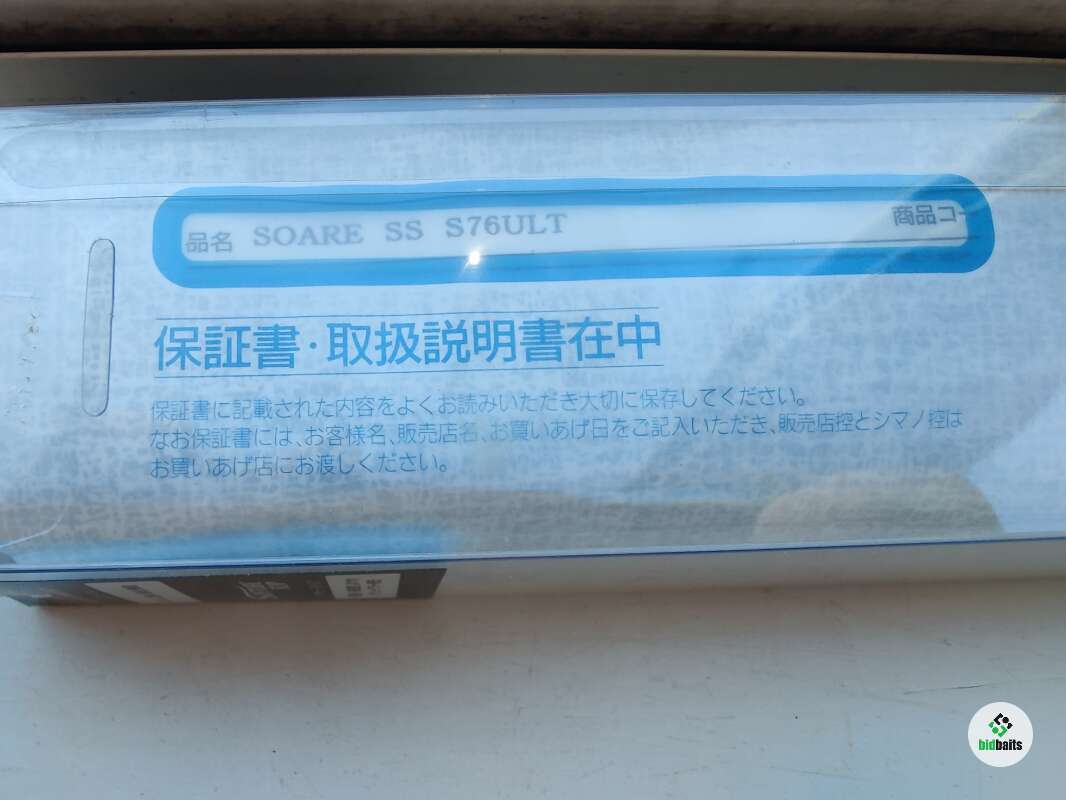 品名 SOARE SS S76ULT 商品コー
保証書・取扱説明書在中
保証書に記載された内容をよくお読みいただき大切に保存してください。
なお保証書には、お客様名、販売店名、お買いあげ日をご記入いただき、販売店控とシマノ控は
お買いあげ店にお渡しください。
bidbaits